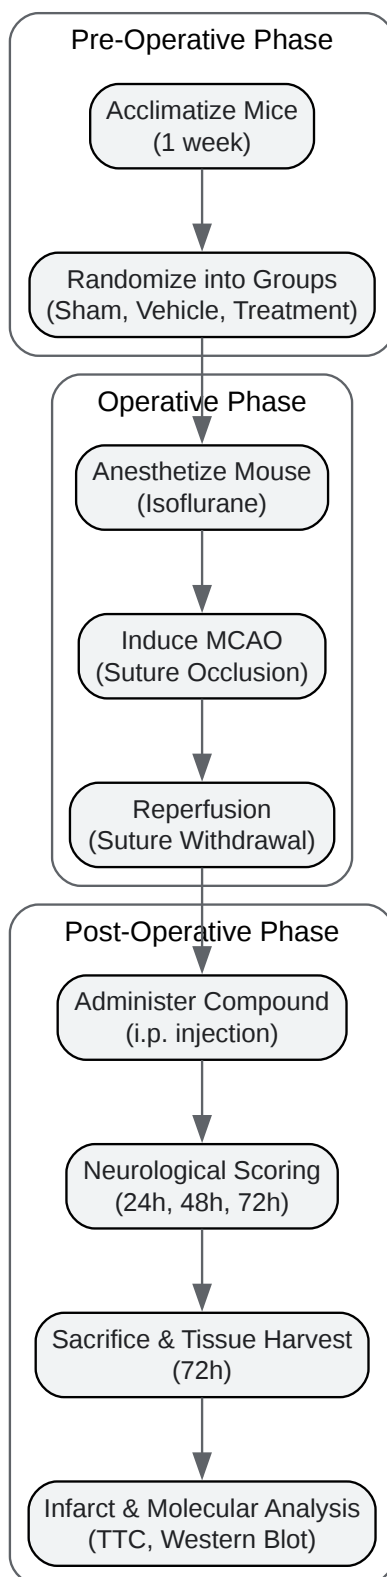 Pre-Operative Phase
Acclimatize Mice
(1 week)
Randomize into Groups
(Sham, Vehicle, Treatment)
Operative Phase
Anesthetize Mouse
(Isoflurane)
Induce MCAO
(Suture Occlusion)
Reperfusion
(Suture Withdrawal)
Post-Operative Phase
Administer Compound
(i.p. injection)
Neurological Scoring
(24h, 48h, 72h)
Sacrifice & Tissue Harvest
(72h)
Infarct & Molecular Analysis
(TTC, Western Blot)